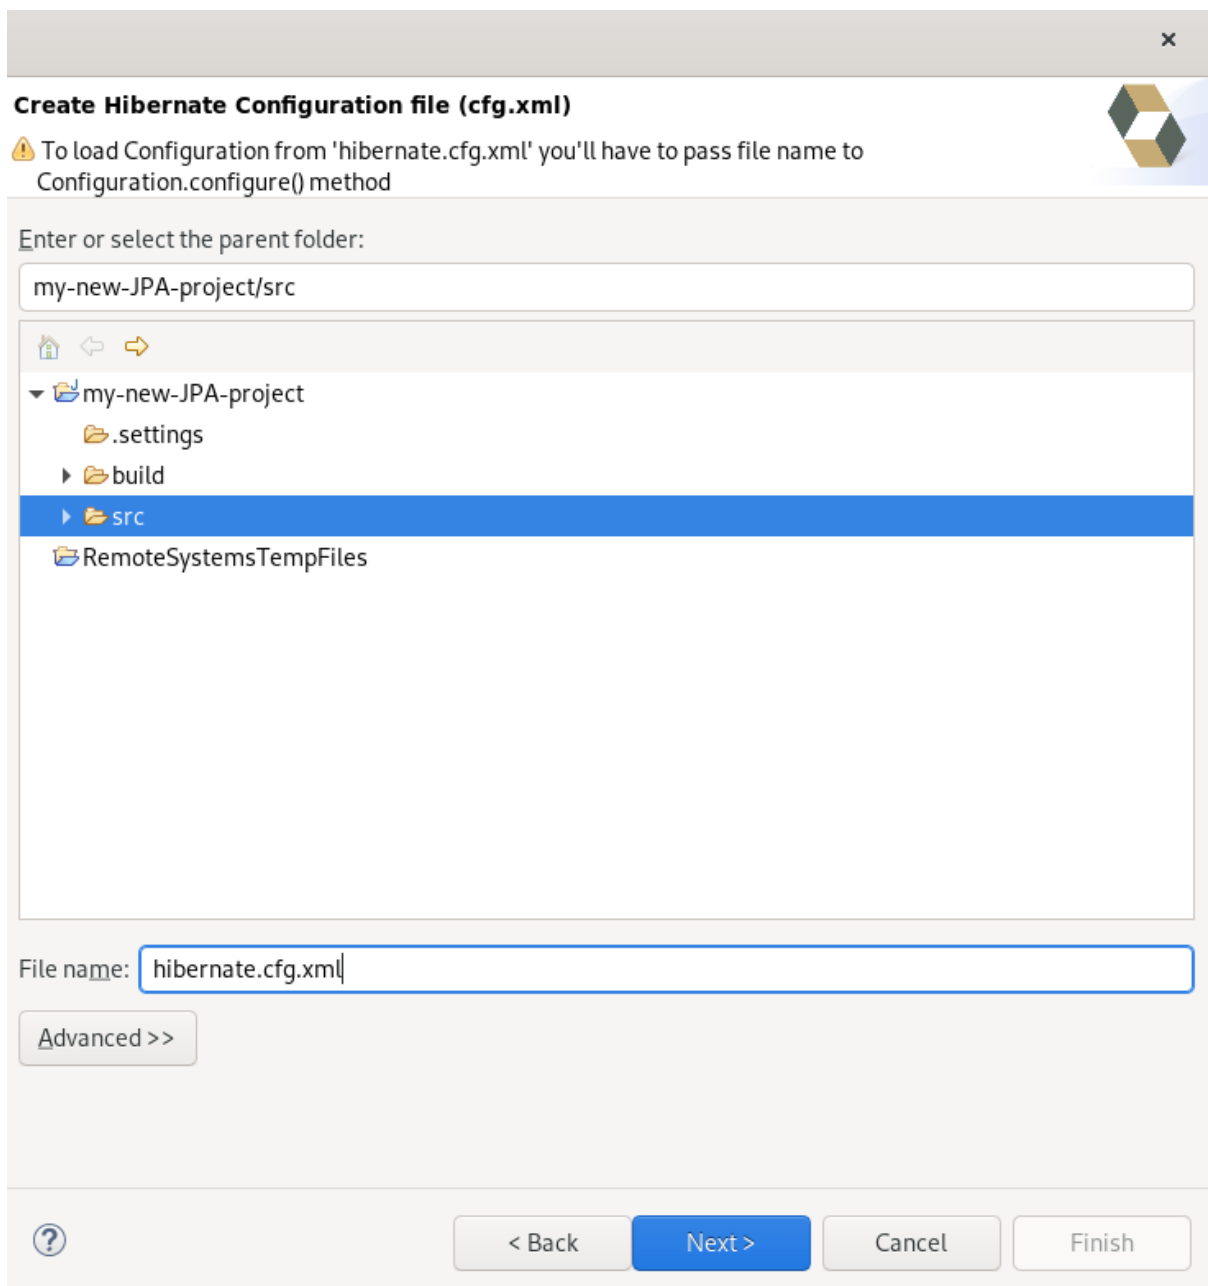 Create Hibernate Configuration file (cfg.xml)
To load Configuration from 'hibernate.cfg.xml' you'll have to pass file name to
Configuration.configure() method
Enter or select the parent folder:
my-new-JPA-project/src
my-new-JPA-project
.settings
build
src
RemoteSystemsTempFiles
File name: hibernate.cfg.xml
Advanced >>
< Back Next > Cancel Finish